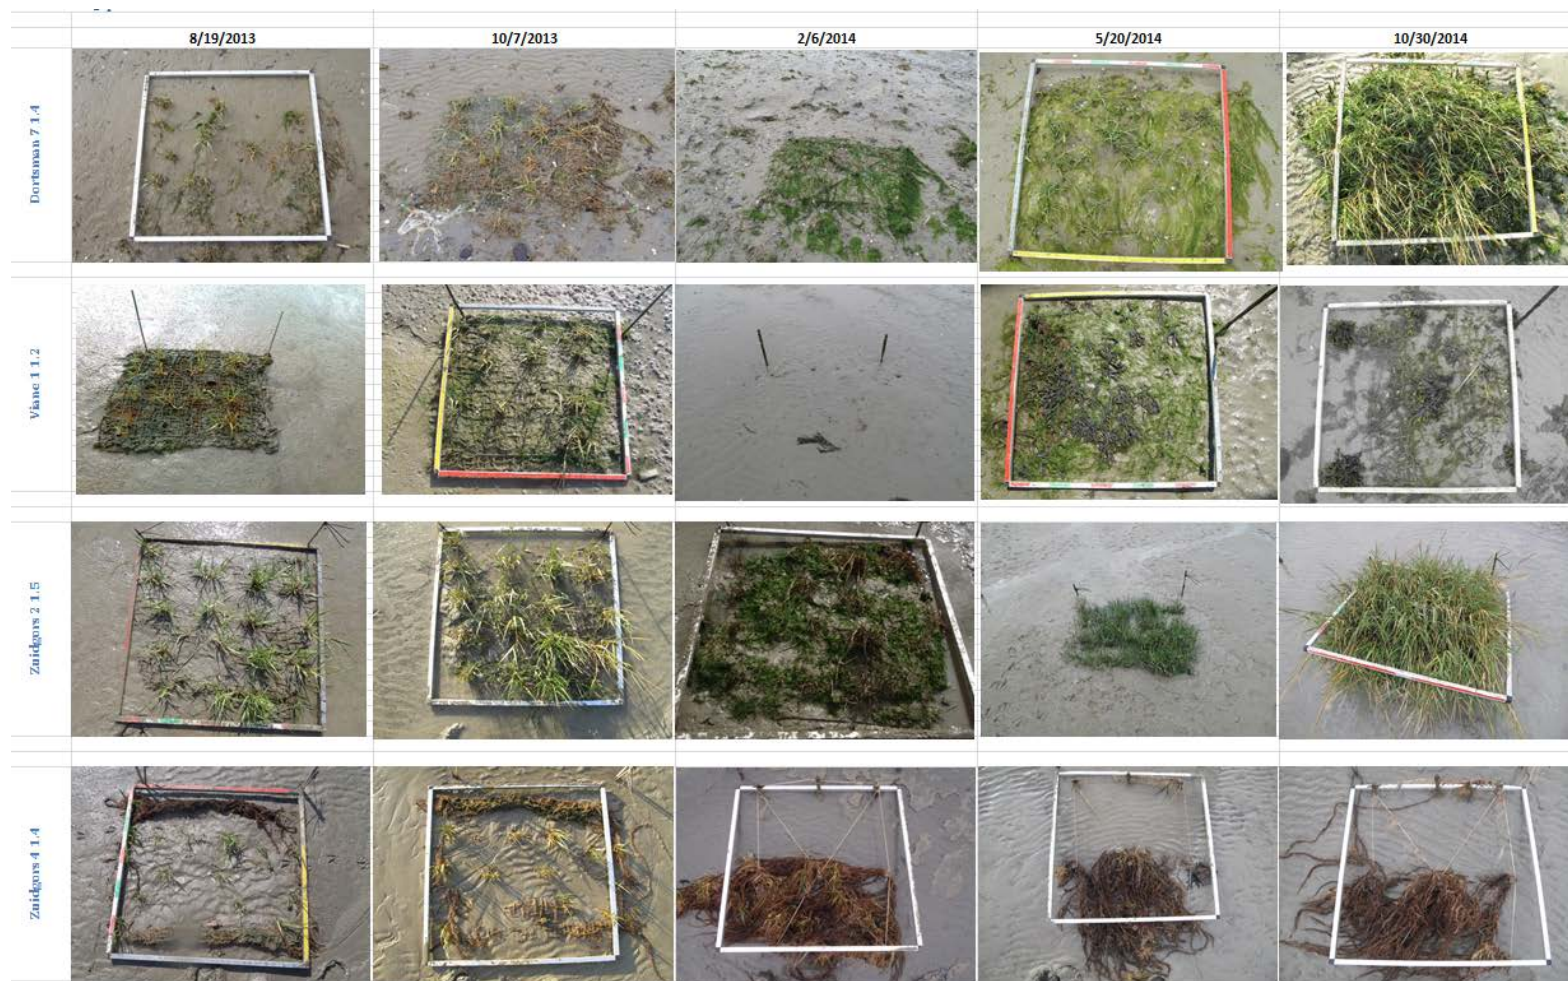 8/19/2013 10/7/2013 2/6/2014 5/20/2014 10/30/2014
Dortsman 7 1.4
Viane 1 1.2
Zuidgors 2 1.5
Zuidgors 4 1.4